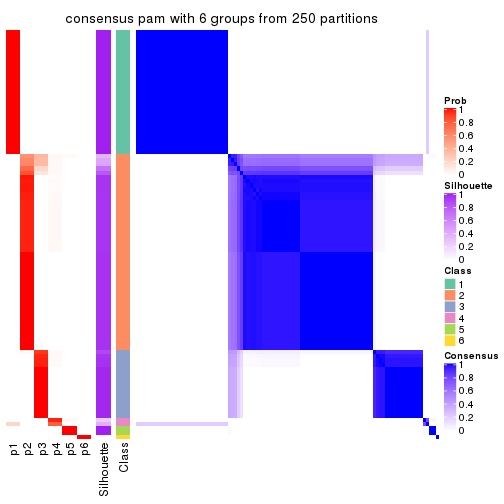 consensus pam with 6 groups from 250 partitions
Prob
1
0.8
0.6
0.4
0.2
0
Silhouette
1
0.8
0.6
0.4
0.2
0
Class
1
2
3
4
5
6
Consensus
1
0.8
0.6
0.4
0.2
0
p1
p2
p3
p4
p5
p6
Silhouette
Class